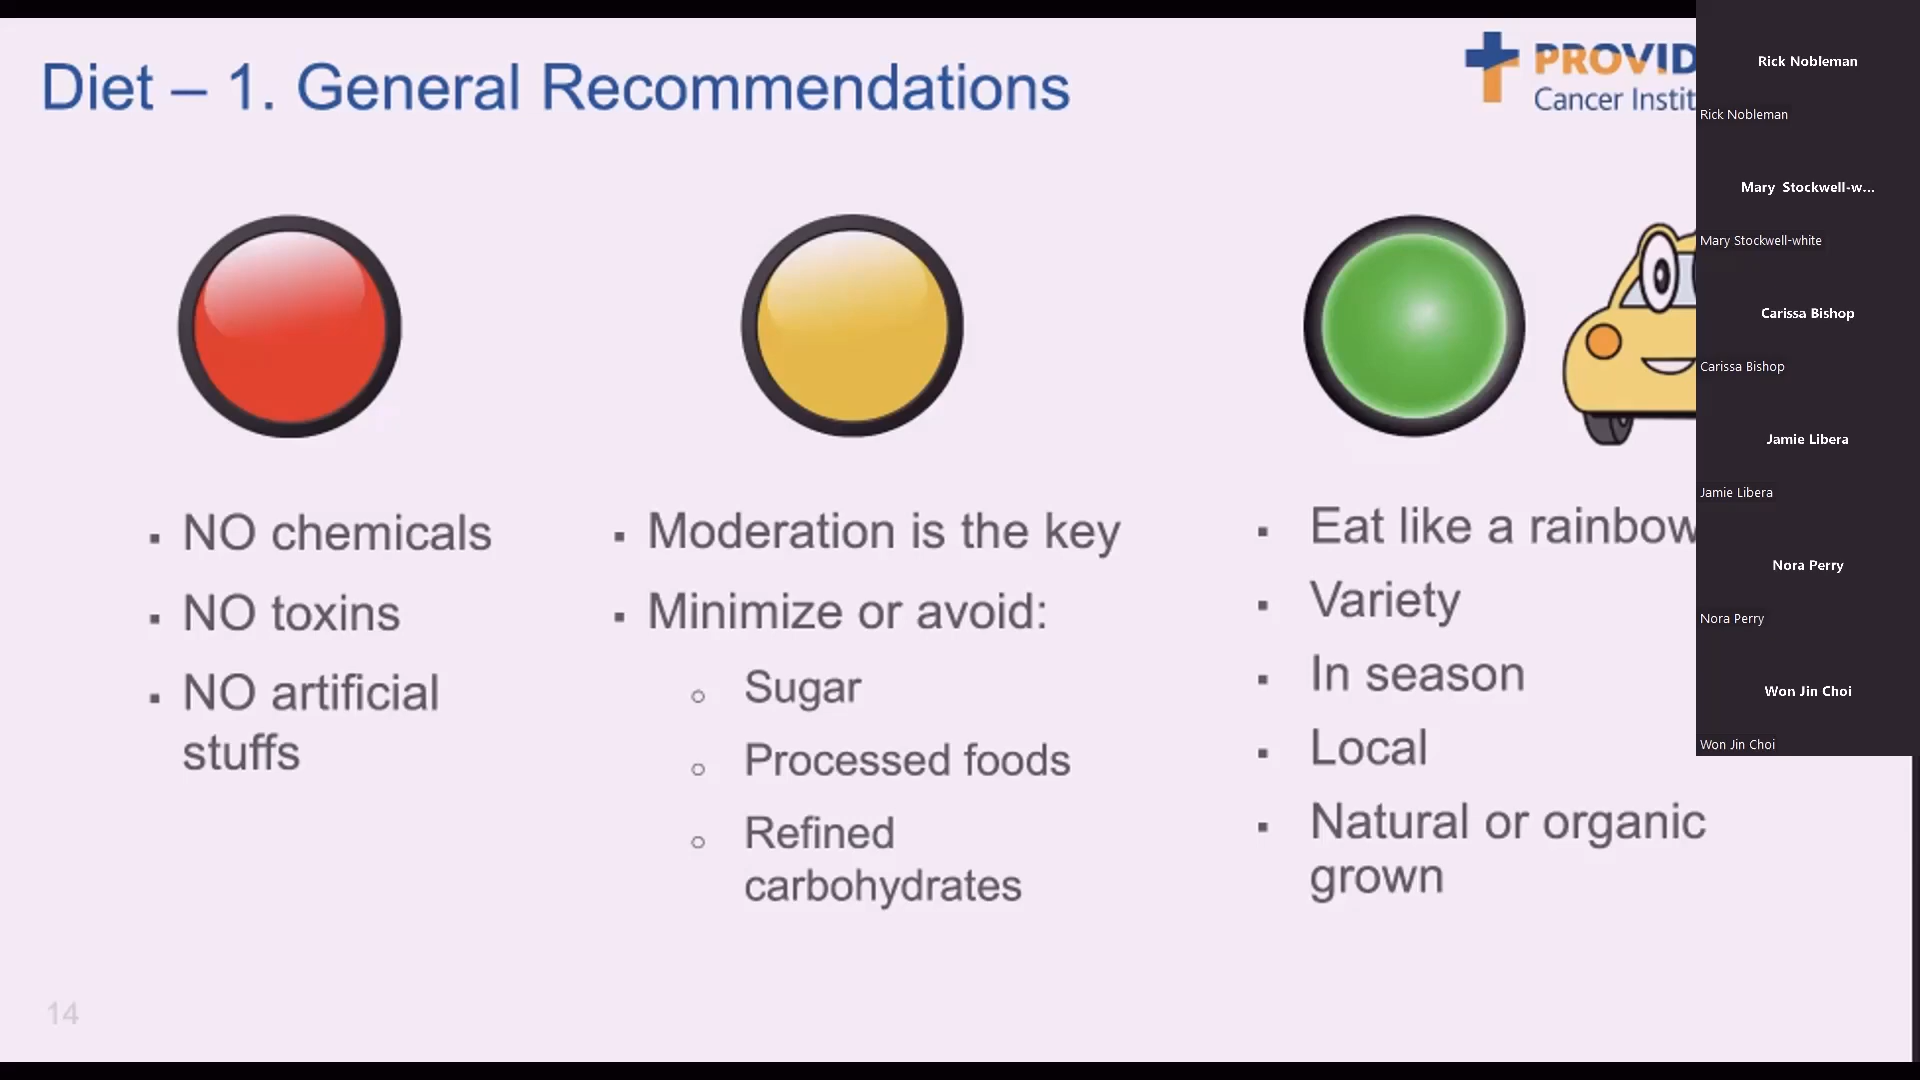 Diet – 1. General Recommendations
Cancer
NO chemicals
NO toxins
NO artificial
stuffs
Moderation is the key
Minimize or avoid:
Sugar
Processed foods
Refined
carbohydrates
Eat like a rainbow
Variety
In season
Local
Natural or organic
grown
14
Rick Nobleman
Rick Nobleman
Mary Stockwell-w...
Mary Stockwell-white
Carissa Bishop
Carissa Bishop
Jamie Libera
Jamie Libera
Nora Perry
Nora Perry
Won Jin Choi
Won Jin Choi